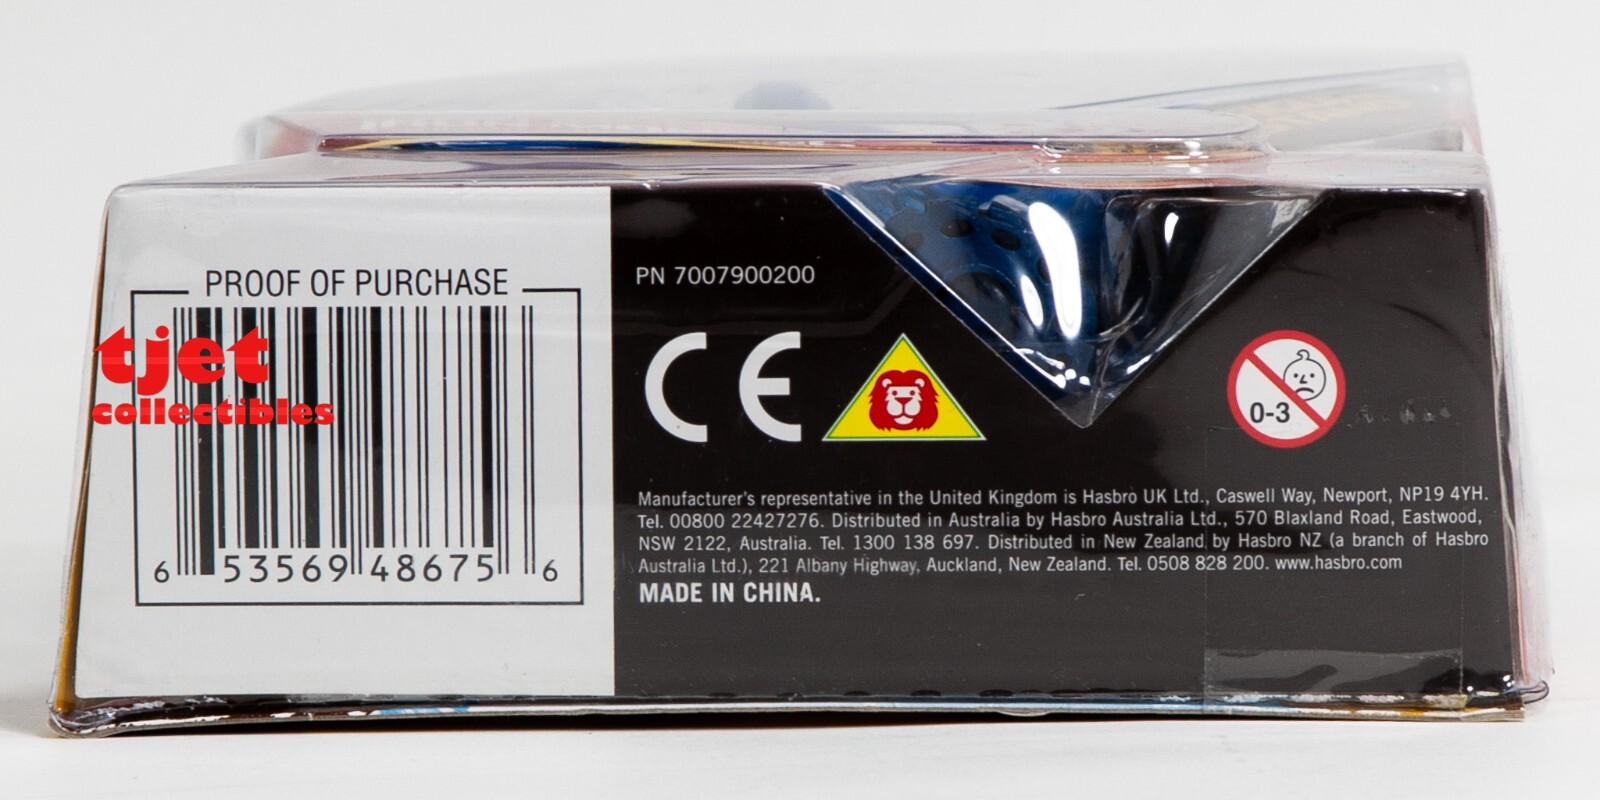 PROOF OF PURCHASE
tjet
collectibles
6 53569 48675 6
PN 7007900200
CE
0-3
Manufacturer's representative in the United Kingdom is Hasbro UK Ltd., Caswell Way, Newport, NP19 4YH.
Tel. 00800 22427276. Distributed in Australia by Hasbro Australia Ltd., 570 Blaxland Road, Eastwood,
NSW 2122, Australia. Tel. 1300 138 697. Distributed in New Zealand by Hasbro NZ (a branch of Hasbro
Australia Ltd.), 221 Albany Highway, Auckland, New Zealand. Tel. 0508 828 200. www.hasbro.com
MADE IN CHINA.